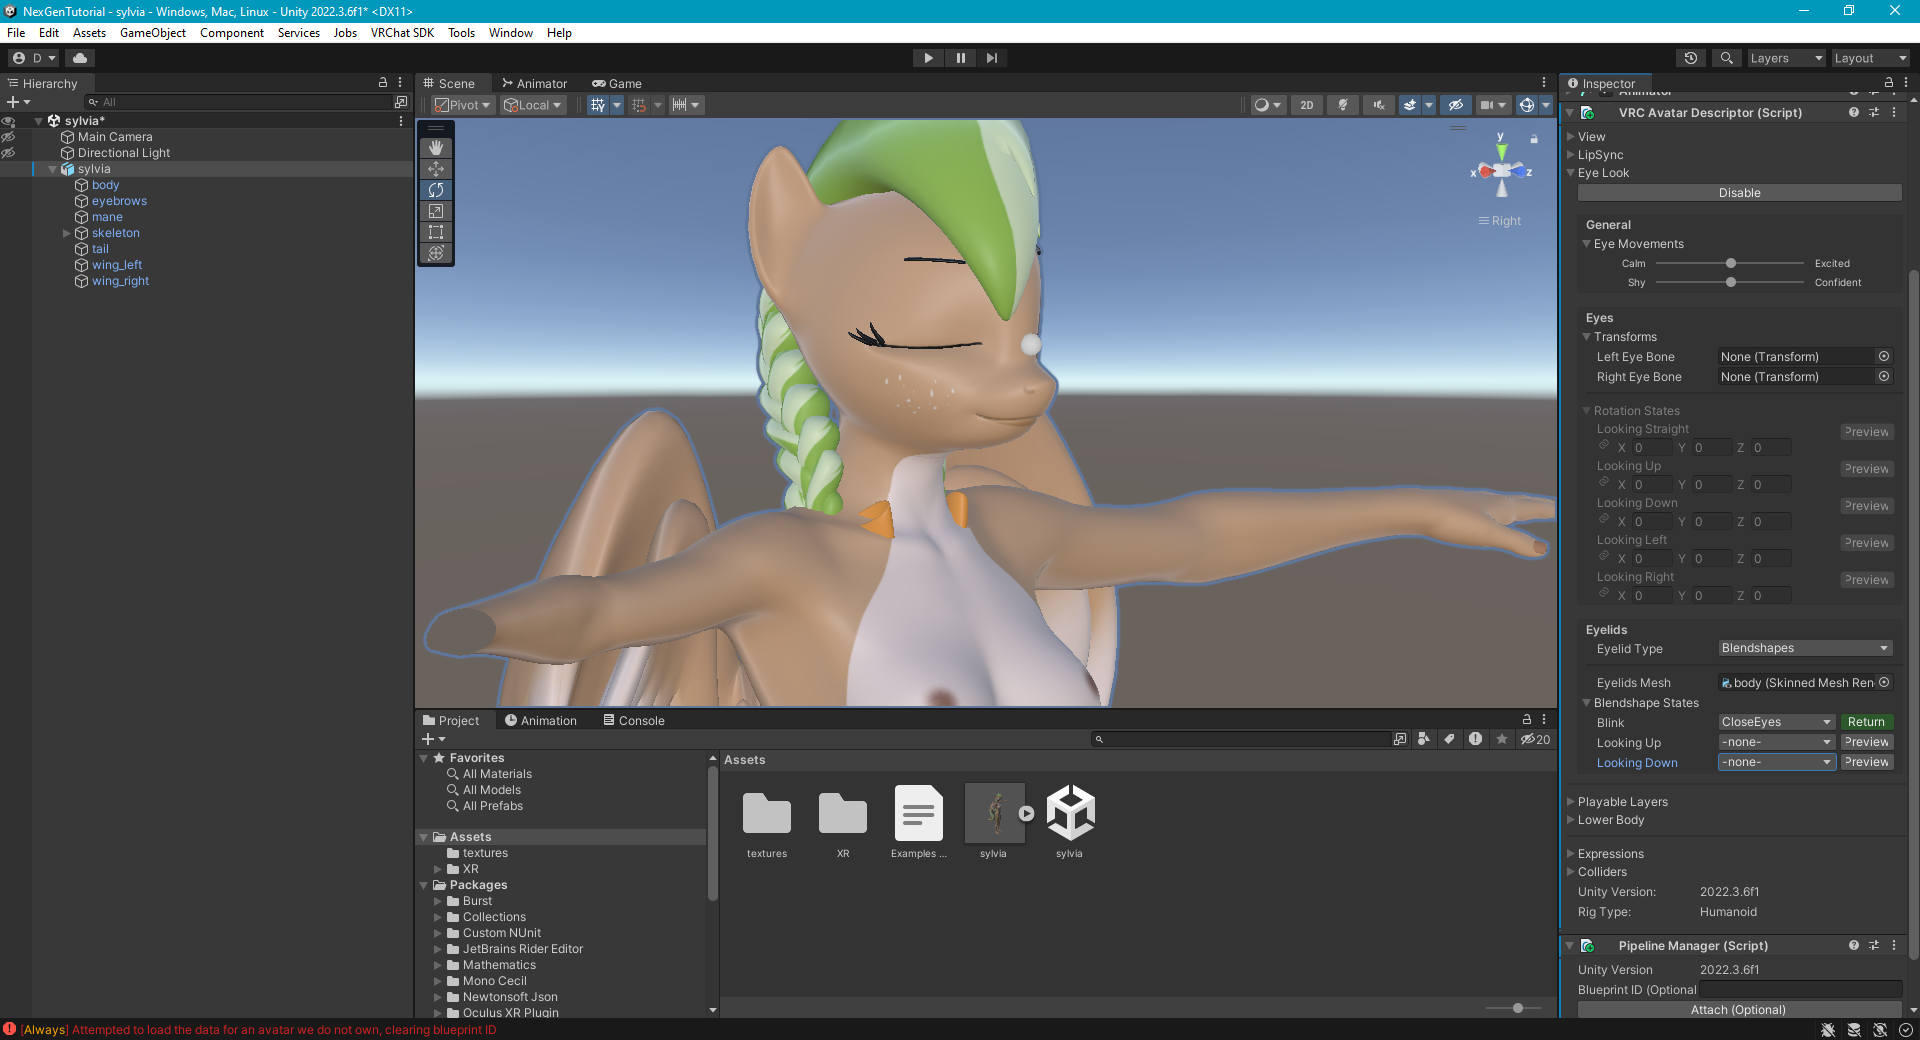 NexGenTutorial - sylvia - Windows, Mac, Linux - Unity 2022.3.6f1* <DX11>
File Edit Assets GameObject Component Services Jobs VRChat SDK Tools Window Help
D
Layers
Layout
Hierarchy
All
sylvia*
Main Camera
Directional Light
sylvia
body
eyebrows
mane
skeleton
tail
wing_left
wing_right
Scene
Animator
Game
Pivot
Local
2D
y
x
z
Right
Project
Animation
Console
20
Favorites
All Materials
All Models
All Prefabs
Assets
textures
XR
Packages
Burst
Collections
Custom NUnit
JetBrains Rider Editor
Mathematics
Mono Cecil
Newtonsoft Json
Oculus XR Plugin
Assets
textures
XR
Examples ...
sylvia
sylvia
Inspector
Animator
VRC Avatar Descriptor (Script)
View
LipSync
Eye Look
Disable
General
Eye Movements
Calm Excited
Shy Confident
Eyes
Transforms
Left Eye Bone None (Transform)
Right Eye Bone None (Transform)
Rotation States
Looking Straight
Preview
X 0 Y 0 Z 0
Looking Up
Preview
X 0 Y 0 Z 0
Looking Down
Preview
X 0 Y 0 Z 0
Looking Left
Preview
X 0 Y 0 Z 0
Looking Right
Preview
X 0 Y 0 Z 0
Eyelids
Eyelid Type Blendshapes
Eyelids Mesh body (Skinned Mesh Ren
Blendshape States
Blink CloseEyes Return
Looking Up -none- Preview
Looking Down -none- Preview
Playable Layers
Lower Body
Expressions
Colliders
Unity Version: 2022.3.6f1
Rig Type: Humanoid
Pipeline Manager (Script)
Unity Version 2022.3.6f1
Blueprint ID (Optional
Attach (Optional)
[Always] Attempted to load the data for an avatar we do not own, clearing blueprint ID